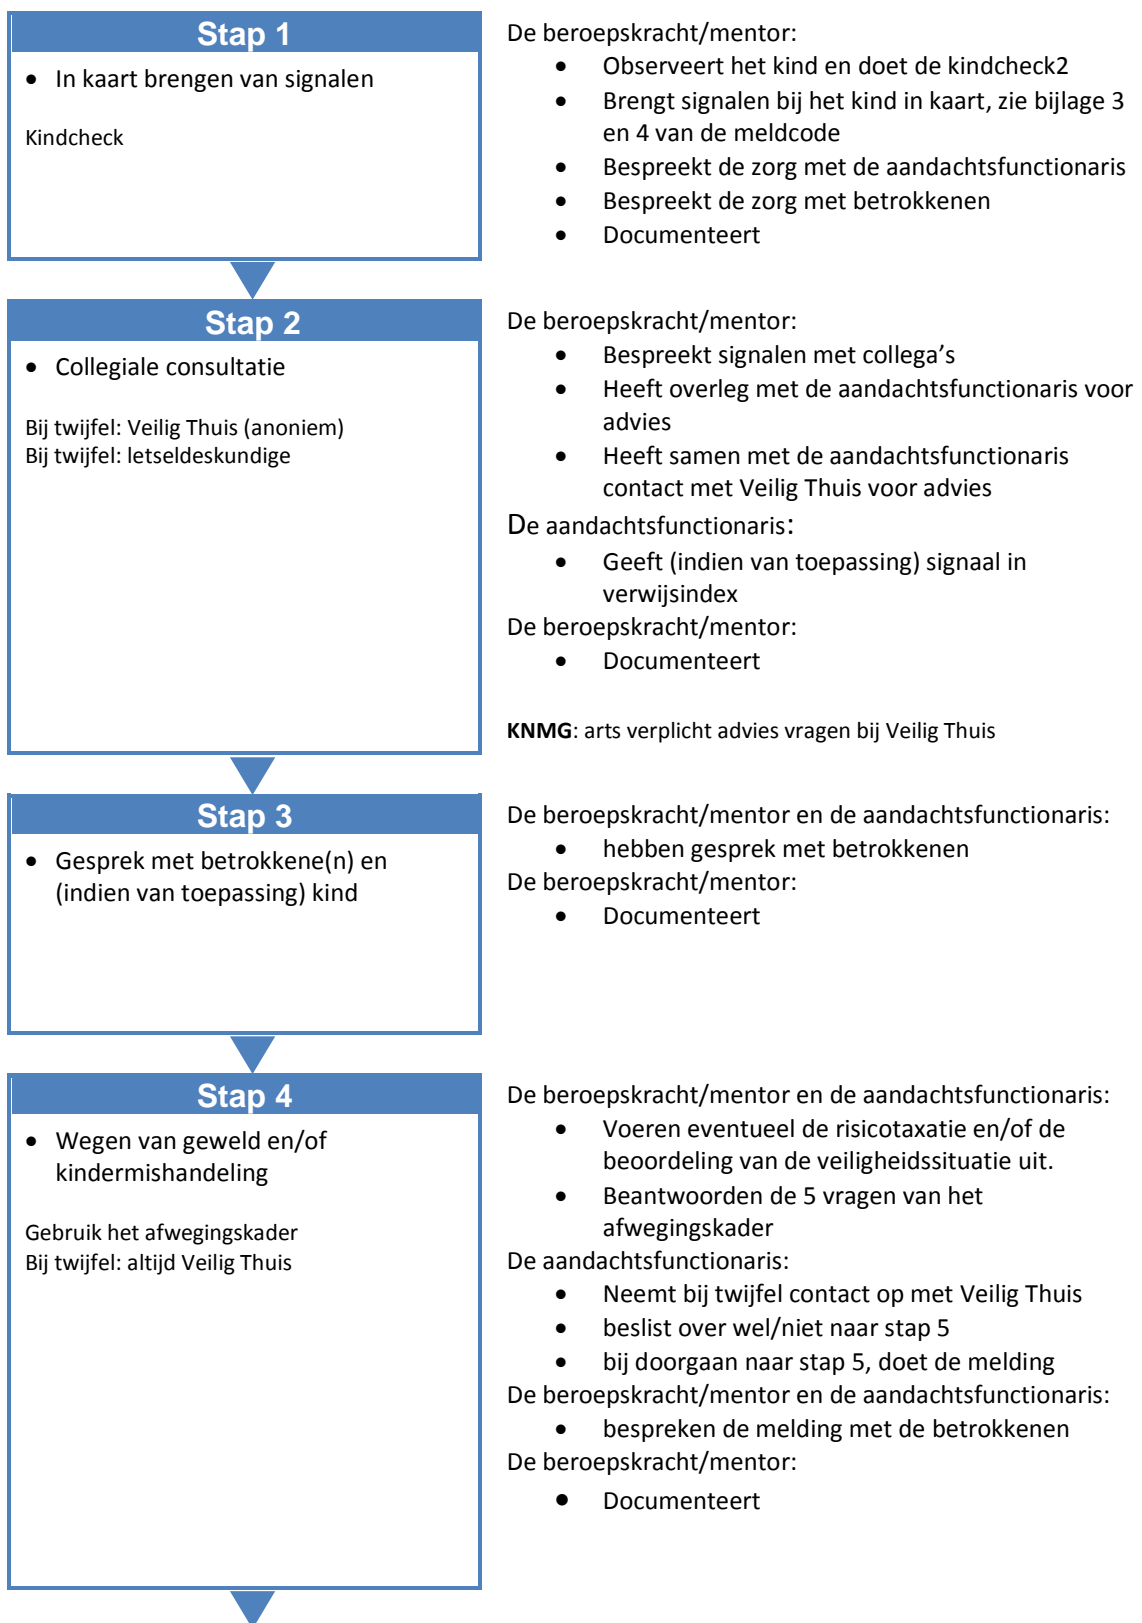 Stap 1
• In kaart brengen van signalen
Kindcheck
De beroepskracht/mentor:
• Observeert het kind en doet de kindcheck2
• Brengt signalen bij het kind in kaart, zie bijlage 3
en 4 van de meldcode
• Bespreekt de zorg met de aandachtsfunctionaris
• Bespreekt de zorg met betrokkenen
• Documenteert
Stap 2
• Collegiale consultatie
Bij twijfel: Veilig Thuis (anoniem)
Bij twijfel: letseldeskundige
De beroepskracht/mentor:
• Bespreekt signalen met collega’s
• Heeft overleg met de aandachtsfunctionaris voor
advies
• Heeft samen met de aandachtsfunctionaris
contact met Veilig Thuis voor advies
De aandachtsfunctionaris:
• Geeft (indien van toepassing) signaal in
verwijsindex
De beroepskracht/mentor:
• Documenteert
KNMG: arts verplicht advies vragen bij Veilig Thuis
Stap 3
• Gesprek met betrokkene(n) en
(indien van toepassing) kind
De beroepskracht/mentor en de aandachtsfunctionaris:
• hebben gesprek met betrokkenen
De beroepskracht/mentor:
• Documenteert
Stap 4
• Wegen van geweld en/of
kindermishandeling
Gebruik het afwegingskader
Bij twijfel: altijd Veilig Thuis
De beroepskracht/mentor en de aandachtsfunctionaris:
• Voeren eventueel de risicotaxatie en/of de
beoordeling van de veiligheidssituatie uit.
• Beantwoorden de 5 vragen van het
afwegingskader
De aandachtsfunctionaris:
• Neemt bij twijfel contact op met Veilig Thuis
• beslist over wel/niet naar stap 5
• bij doorgaan naar stap 5, doet de melding
De beroepskracht/mentor en de aandachtsfunctionaris:
• bespreken de melding met de betrokkenen
De beroepskracht/mentor:
• Documenteert